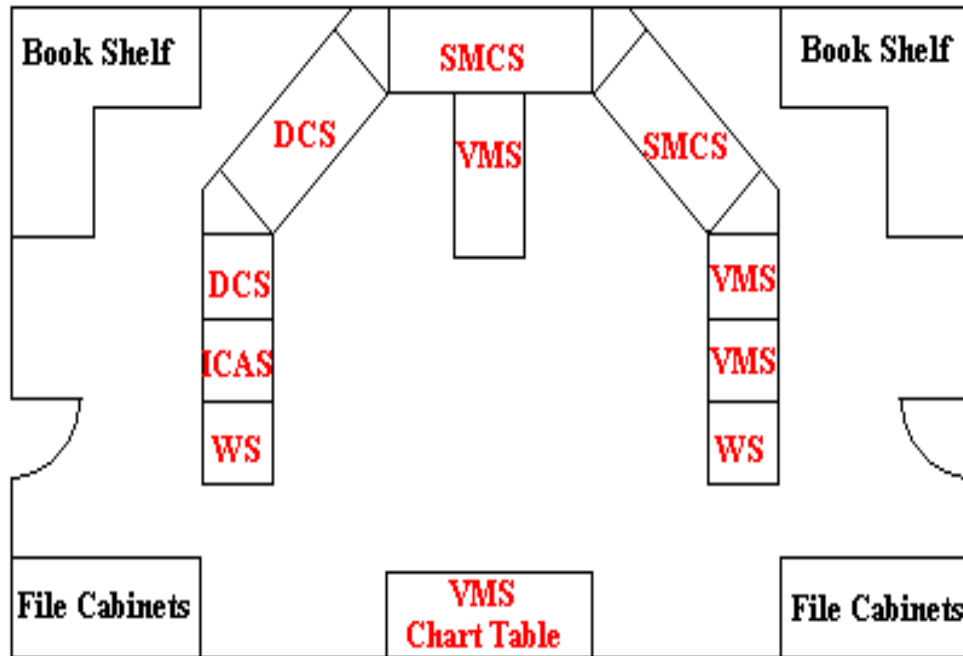 Book Shelf
SMCS
Book Shelf
DCS
VMS
SMCS
DCS
VMS
ICAS
VMS
WS
WS
File Cabinets
VMS
Chart Table
File Cabinets